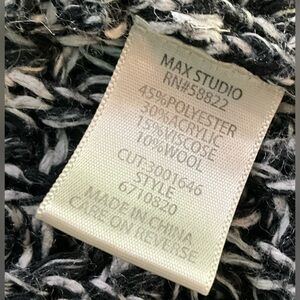 MAX STUDIO
RN#58822
45%POLYESTER
30%ACRYLIC
15%VISCOSE
10%WOOL
CUT:3001646
STYLE
6710820
MADE IN CHINA
CARE ON REVERSE